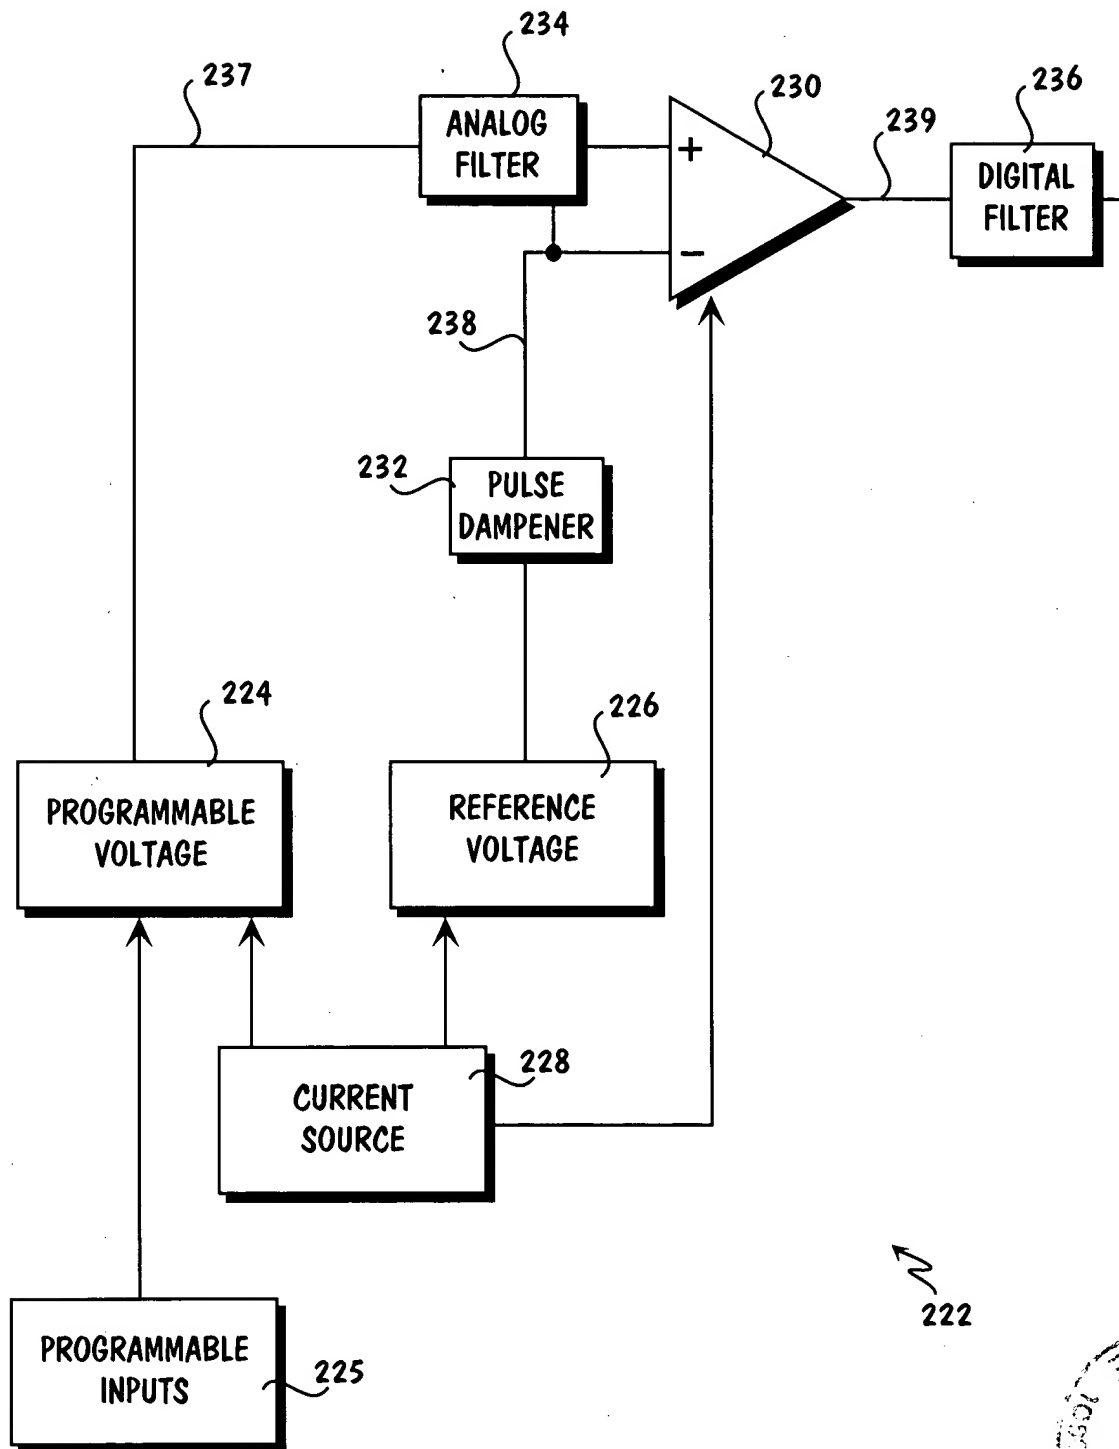 234
237
ANALOG
FILTER
230
239
236
DIGITAL
FILTER
+
−
238
232
PULSE
DAMPENER
224
226
PROGRAMMABLE
VOLTAGE
REFERENCE
VOLTAGE
228
CURRENT
SOURCE
222
PROGRAMMABLE
INPUTS
225